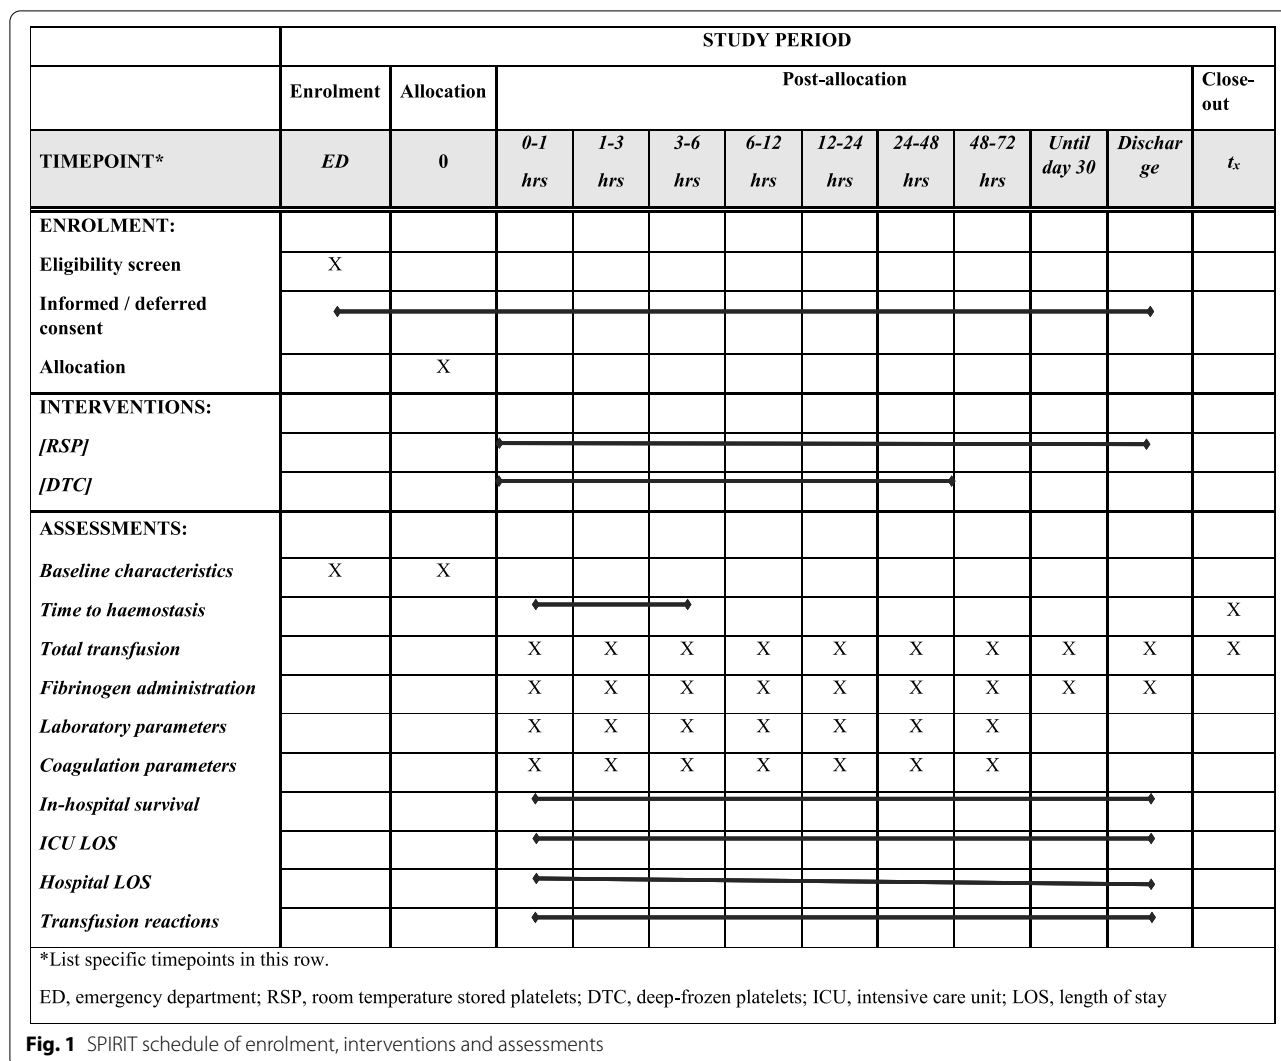 STUDY PERIOD
Enrolment Allocation Post-allocation Close-
out
TIMEPOINT* ED 0 0-1 1-3 3-6 6-12 12-24 24-48 48-72 Until Dischar t x
hrs hrs hrs hrs hrs hrs hrs day 30 ge
ENROLMENT:
Eligibility screen X
Informed / deferred
consent
Allocation X
INTERVENTIONS:
[RSP]
[DTC]
ASSESSMENTS:
Baseline characteristics X X
Time to haemostasis X
Total transfusion X X X X X X X X X X
Fibrinogen administration X X X X X X X X X
Laboratory parameters X X X X X X X
Coagulation parameters X X X X X X X
In-hospital survival
ICU LOS
Hospital LOS
Transfusion reactions
*List specific timepoints in this row.
ED, emergency department; RSP, room temperature stored platelets; DTC, deep-frozen platelets; ICU, intensive care unit; LOS, length of stay
Fig. 1 SPIRIT schedule of enrolment, interventions and assessments